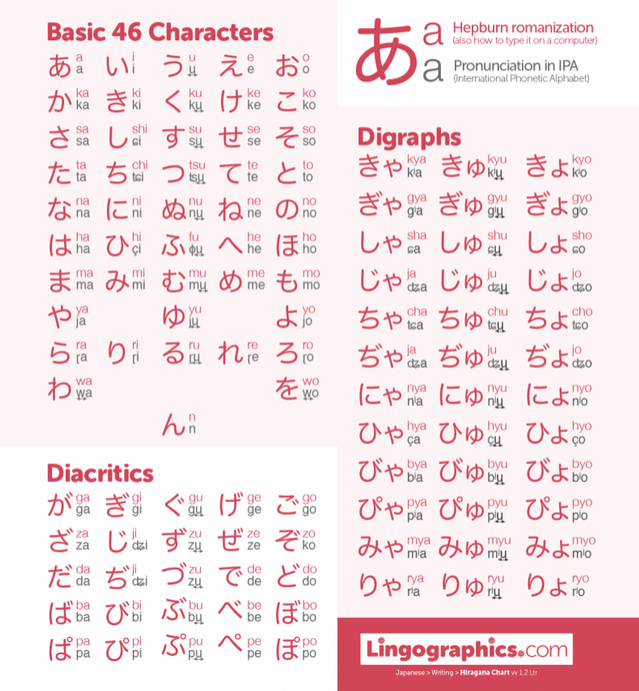 Basic 46 Characters
あ a a い i i う u ɯ え e e お o o
か ka ka き ki ki く ku kɯ け ke ke こ ko ko
さ sa sa し shi ɕi す su sɯ せ se se そ so so
た ta ta ち chi tɕi つ tsu tsɯ て te te と to to
な na na に ni ni ぬ nu nɯ ね ne ne の no no
は ha ha ひ hi çi ふ fu ɸɯ へ he he ほ ho ho
ま ma ma み mi mi む mu mɯ め me me も mo mo
や ya ja ゆ yu jɯ よ yo jo
ら ra ɾa り ri ɾi る ru ɾɯ れ re ɾe ろ ro ɾo
わ wa を wo
ん n n
Diacritics
が ga ga ぎ gi gi ぐ gu gɯ げ ge ge ご go go
ざ za za じ ji dʑi ず zu zɯ ぜ ze ze ぞ zo ko
だ da da ぢ ji dʑi づ zu zɯ で de de ど do do
ば ba ba び bi bi ぶ bu bɯ べ be be ぼ bo bo
ぱ pa pa ぴ pi pi ぷ pu pɯ ぺ pe pe ぽ po po
あ a a
Hepburn romanization
(also how to type it on a computer)
Pronunciation in IPA
(International Phonetic Alphabet)
Digraphs
きゃ kya kʲa きゅ kyu kʲɯ きょ kyo kʲo
ぎゃ gya gʲa ぎゅ gyu gʲɯ ぎょ gyo gʲo
しゃ sha ɕa しゅ shu ɕɯ しょ sho ɕo
じゃ ja dʑa じゅ ju dʑɯ じょ jo dʑo
ちゃ cha tɕa ちゅ chu tɕɯ ちょ cho tɕo
ぢゃ ja dʑa ぢゅ ju dʑɯ ぢょ jo dʑo
にゃ nya nʲa にゅ nyu nʲɯ にょ nyo nʲo
ひゃ hya ça ひゅ hyu çɯ ひょ hyo ço
びゃ bya bʲa びゅ byu bʲɯ びょ byo bʲo
ぴゃ pya pʲa ぴゅ pyu pʲɯ ぴょ pyo pʲo
みゃ mya mʲa みゅ myu mʲɯ みょ myo mʲo
りゃ rya ɾʲa りゅ ryu ɾʲɯ りょ ryo ɾʲo
Lingographics.com
Japanese > Writing > Hiragana Chart vv 1.2 Ltr